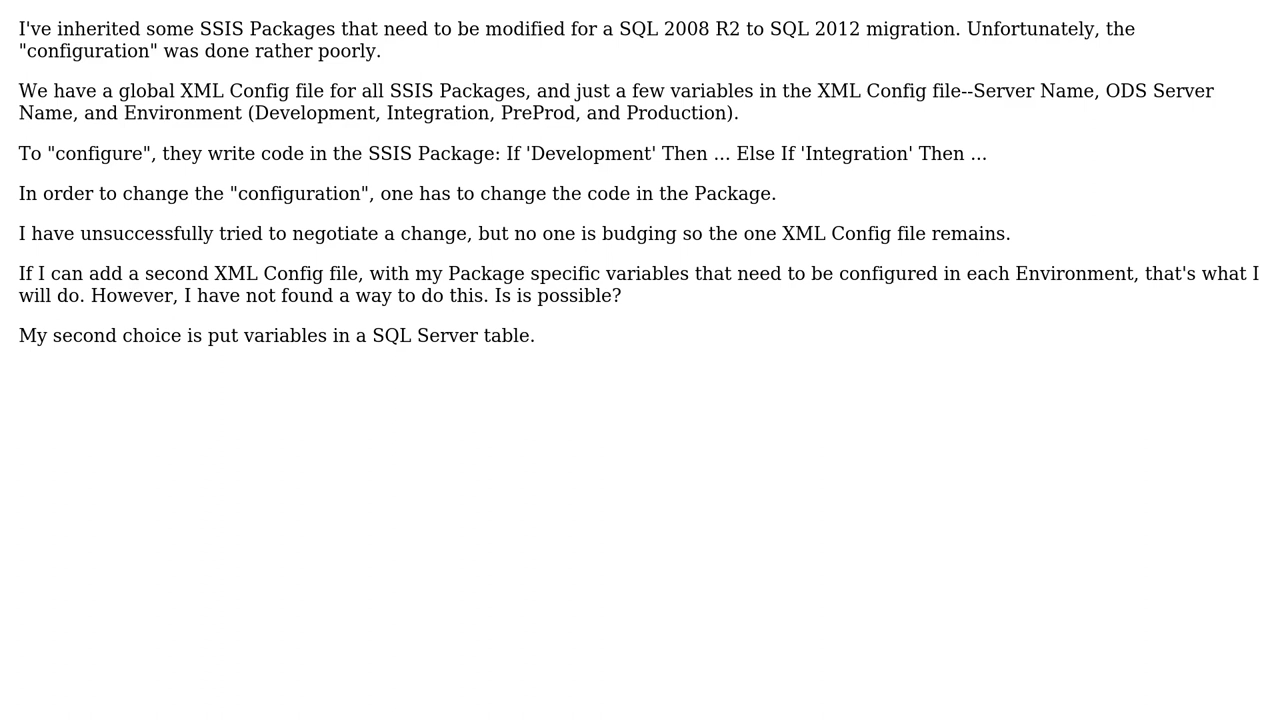 I've inherited some SSIS Packages that need to be modified for a SQL 2008 R2 to SQL 2012 migration. Unfortunately, the
"configuration" was done rather poorly.
We have a global XML Config file for all SSIS Packages, and just a few variables in the XML Config file--Server Name, ODS Server
Name, and Environment (Development, Integration, PreProd, and Production).
To "configure", they write code in the SSIS Package: If 'Development' Then ... Else If 'Integration' Then ...
In order to change the "configuration", one has to change the code in the Package.
I have unsuccessfully tried to negotiate a change, but no one is budging so the one XML Config file remains.
If I can add a second XML Config file, with my Package specific variables that need to be configured in each Environment, that's what I
will do. However, I have not found a way to do this. Is is possible?
My second choice is put variables in a SQL Server table.